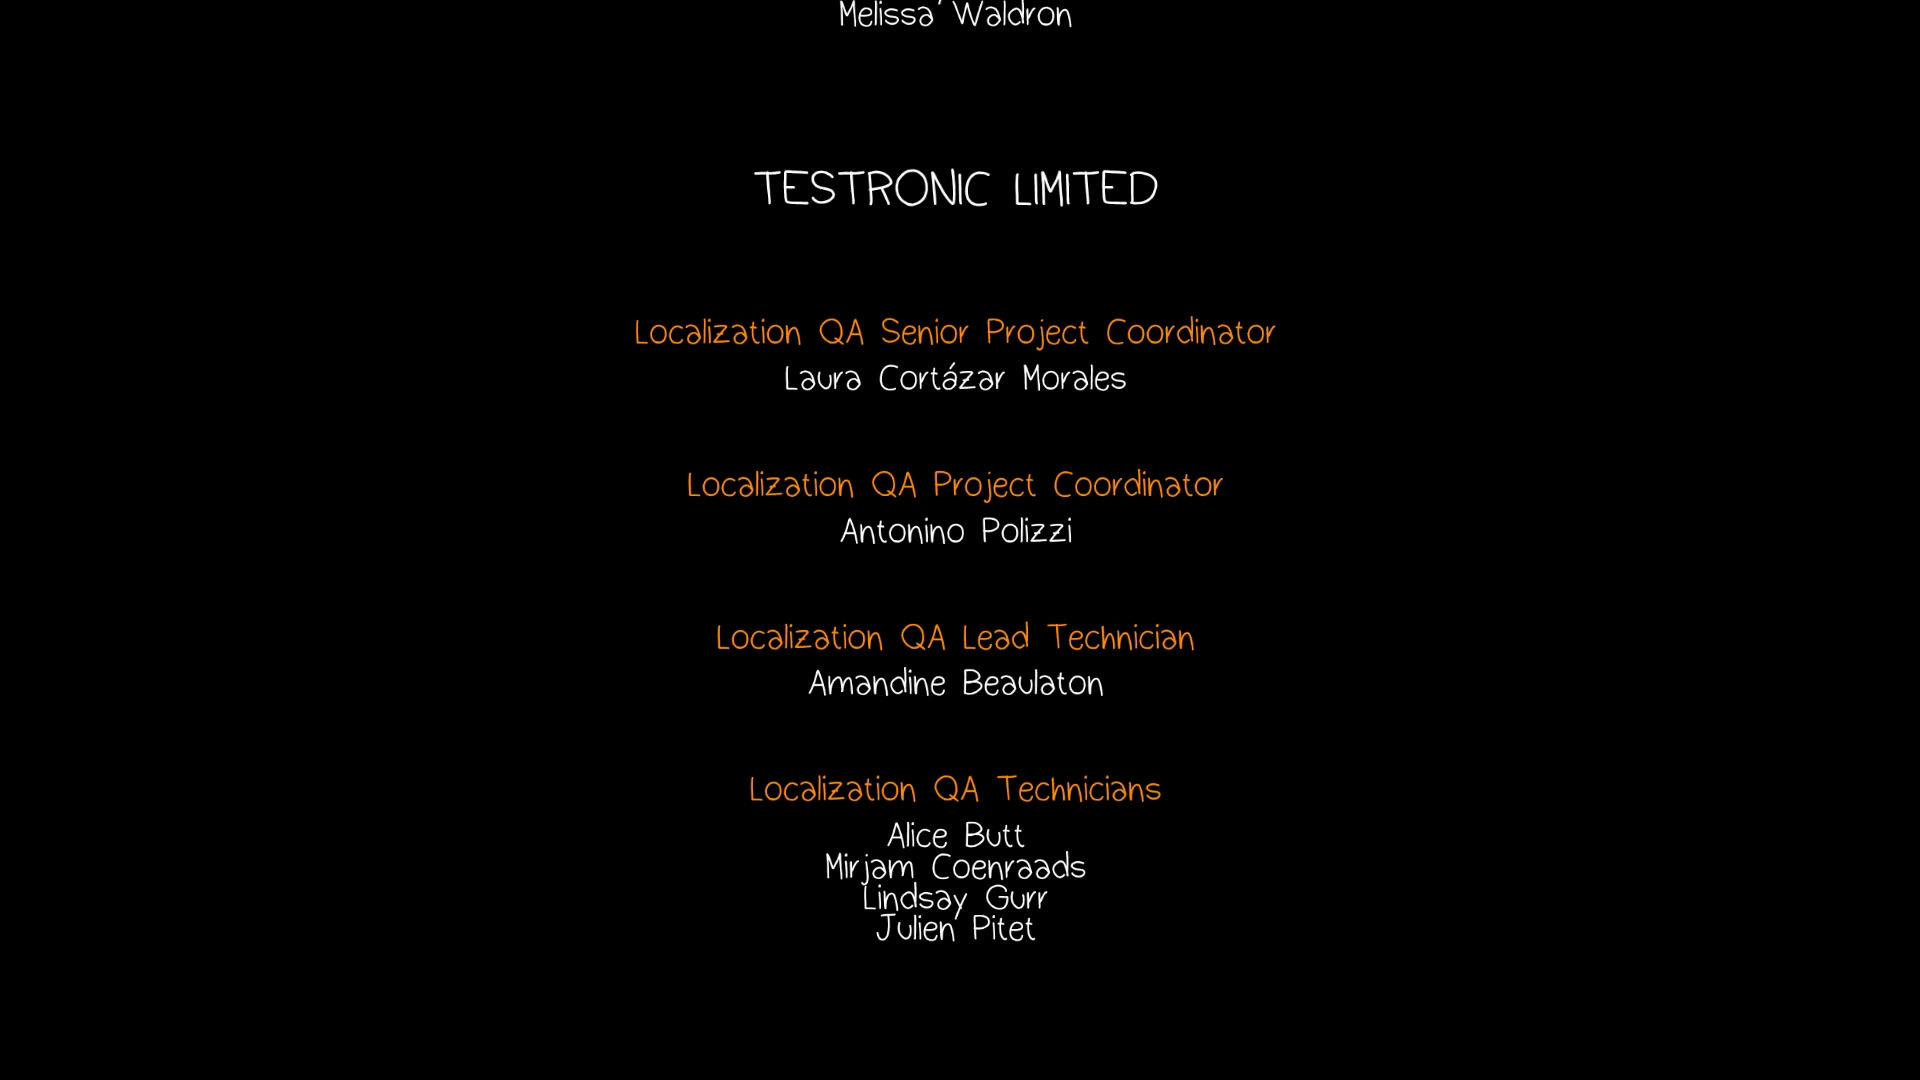 Melissa Waldron
TESTRONIC LIMITED
Localization QA Senior Project Coordinator
Laura Cortázar Morales
Localization QA Project Coordinator
Antonino Polizzi
Localization QA Lead Technician
Amandine Beaulaton
Localization QA Technicians
Alice Butt
Mirjam Coenraads
Lindsay Gurr
Julien Pitet